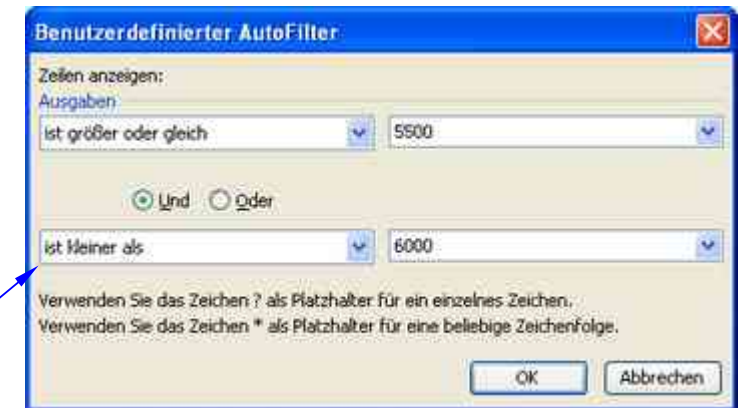 Benutzerdefinierter AutoFilter
Zeilen anzeigen:
Ausgaben
ist größer oder gleich 5500
Und Oder
ist kleiner als 6000
Verwenden Sie das Zeichen ? als Platzhalter für ein einzelnes Zeichen.
Verwenden Sie das Zeichen * als Platzhalter für eine beliebige Zeichenfolge.
OK Abbrechen